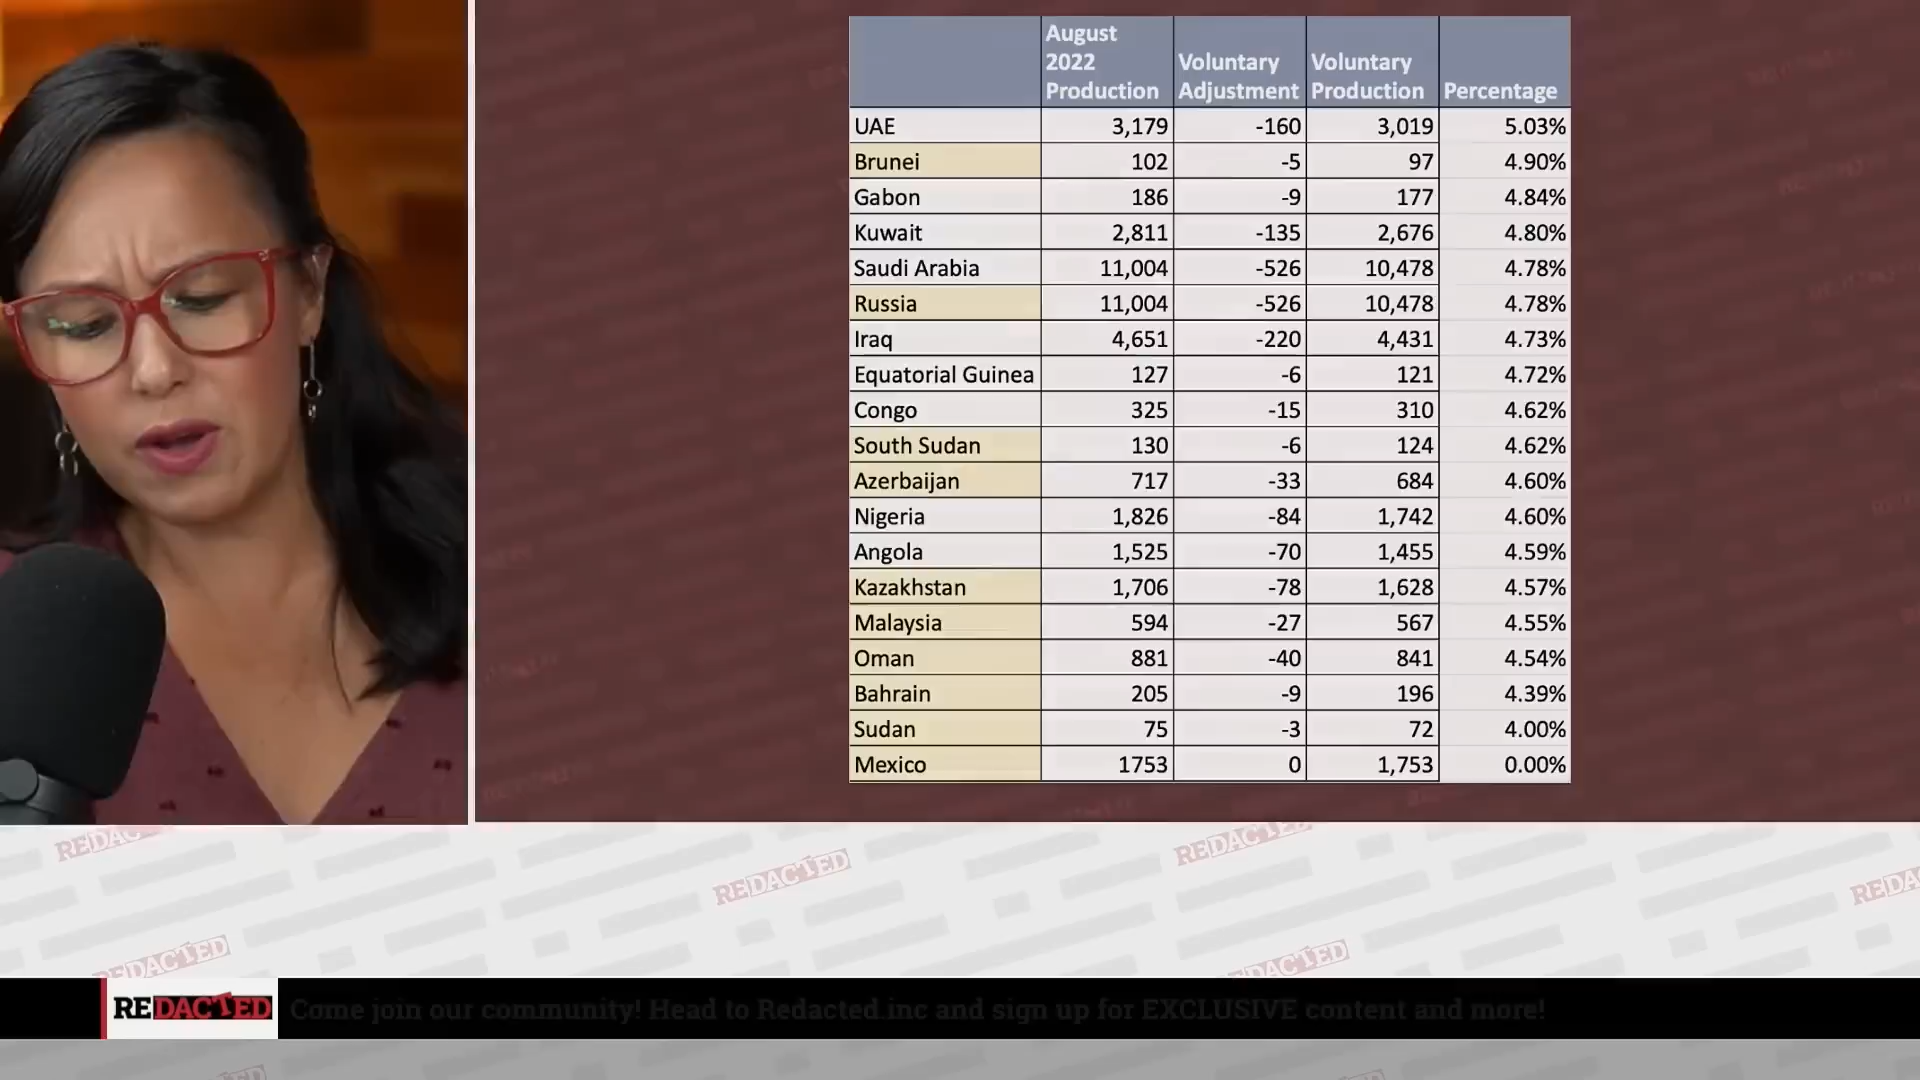 August
2022 Voluntary Voluntary
Production Adjustment Production Percentage
UAE 3,179 -160 3,019 5.03%
Brunei 102 -5 97 4.90%
Gabon 186 -9 177 4.84%
Kuwait 2,811 -135 2,676 4.80%
Saudi Arabia 11,004 -526 10,478 4.78%
Russia 11,004 -526 10,478 4.78%
Iraq 4,651 -220 4,431 4.73%
Equatorial Guinea 127 -6 121 4.72%
Congo 325 -15 310 4.62%
South Sudan 130 -6 124 4.62%
Azerbaijan 717 -33 684 4.60%
Nigeria 1,826 -84 1,742 4.60%
Angola 1,525 -70 1,455 4.59%
Kazakhstan 1,706 -78 1,628 4.57%
Malaysia 594 -27 567 4.55%
Oman 881 -40 841 4.54%
Bahrain 205 -9 196 4.39%
Sudan 75 -3 72 4.00%
Mexico 1753 0 1,753 0.00%
REDACTED
REDACTED
REDACTED
REDACTED
REDACTED Come join our community! Head to Redacted.inc and sign up for EXCLUSIVE content and more!